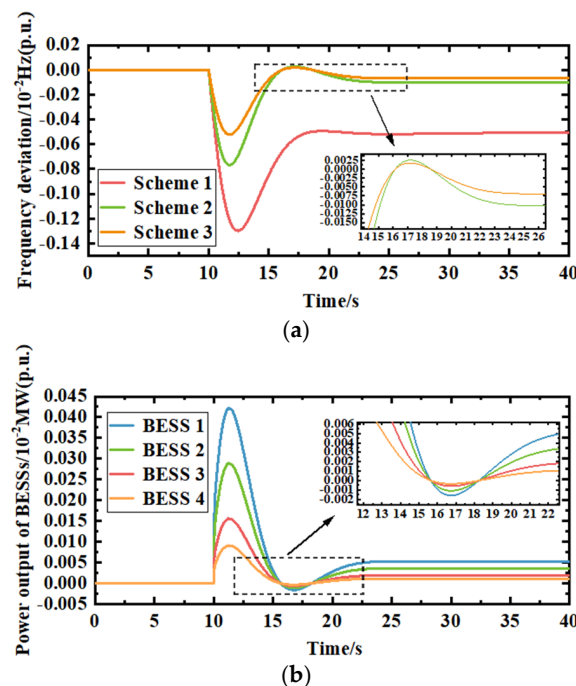 (a)
0.02
0.00
-0.02
-0.04
-0.06
-0.08
-0.10
-0.12
-0.14
Frequency deviation/10⁻²Hz(p.u.)
Scheme 1
Scheme 2
Scheme 3
0.0025
0.0000
-0.0025
-0.0050
-0.0075
-0.0100
-0.0125
-0.0150
14 15 16 17 18 19 20 21 22 23 24 25 26
0 5 10 15 20 25 30 35 40
Time/s
(a)
0.045
0.040
0.035
0.030
0.025
0.020
0.015
0.010
0.005
0.000
-0.005
Power output of BESSs/10⁻²MW(p.u.)
BESS 1
BESS 2
BESS 3
BESS 4
0.006
0.005
0.004
0.003
0.002
0.001
0.000
-0.001
-0.002
12 13 14 15 16 17 18 19 20 21 22
0 5 10 15 20 25 30 35 40
Time/s
(b)